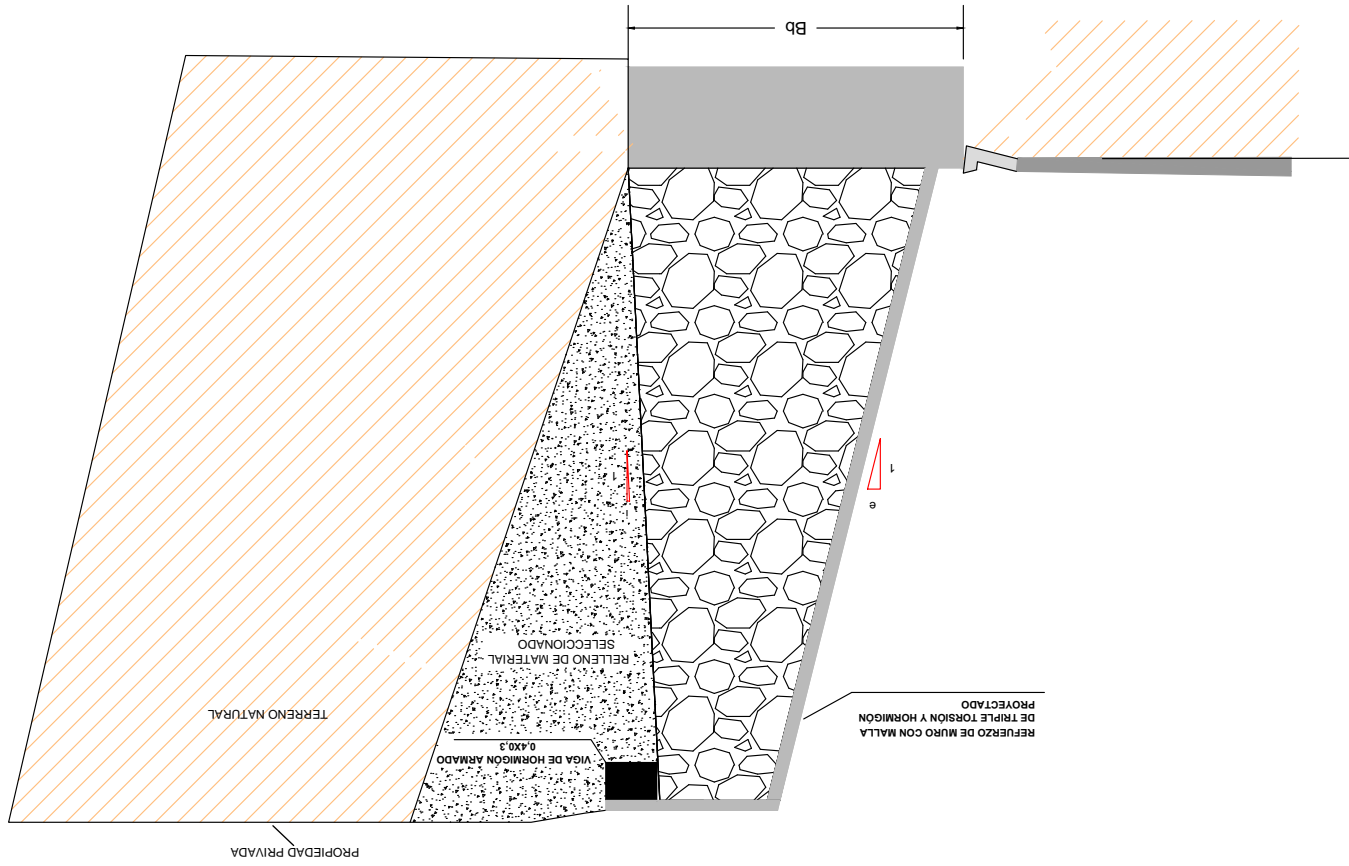 PROPIEDAD PRIVADA
VIGA DE HORMIGÓN ARMADO
0,4X0,3
REFUERZO DE MURO CON MALLA
DE TRIPLE TORSIÓN Y HORMIGÓN
PROYECTADO
TERRENO NATURAL
RELLENO DE MATERIAL
SELECCIONADO
e
1
i
1
Bb